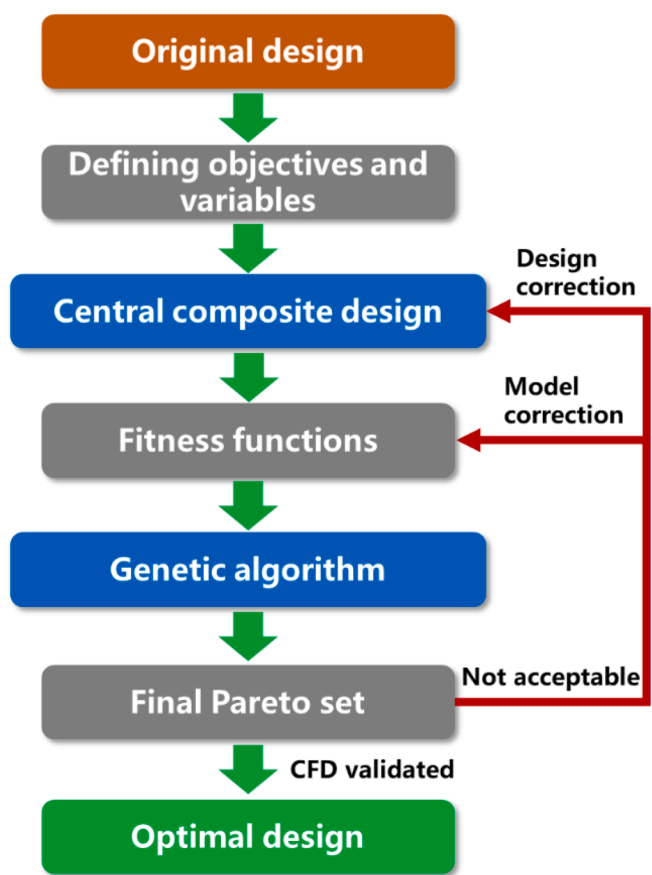 Original design
Defining objectives and
variables
Design
correction
Central composite design
Model
correction
Fitness functions
Genetic algorithm
Not acceptable
Final Pareto set
CFD validated
Optimal design